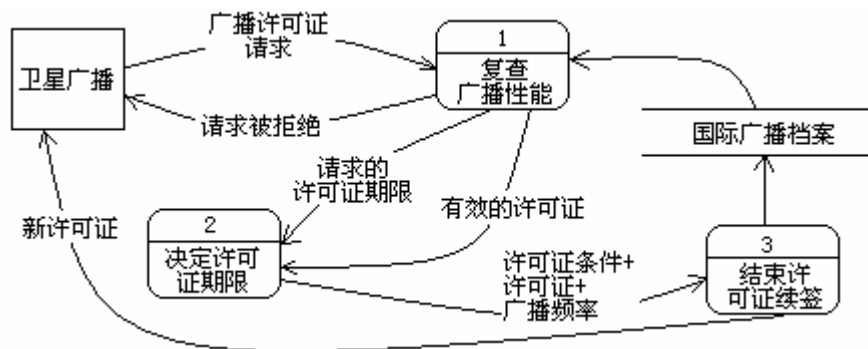 广播许可证
请求
1
复查
广播性能
卫星广播
国际广播档案
请求被拒绝
请求的
许可证期限
有效的许可证
新许可证
2
决定许可
证期限
许可证条件+
许可证+
广播频率
3
结束许
可证续签